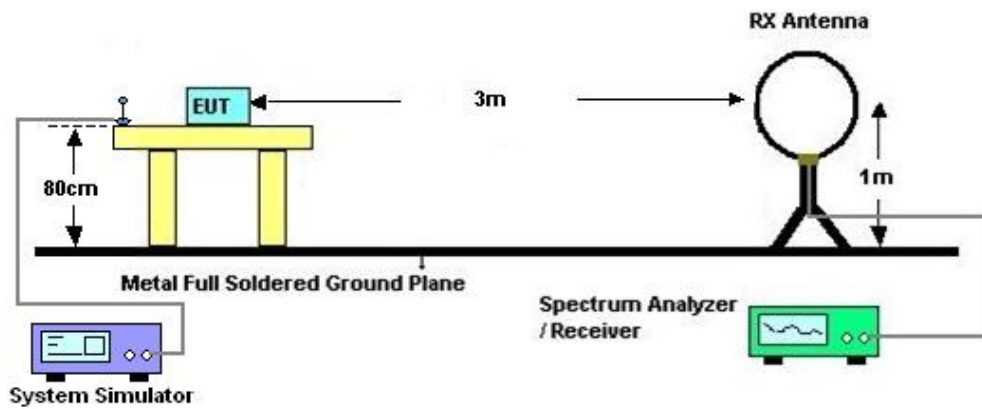 RX Antenna
EUT
3m
80cm
1m
Metal Full Soldered Ground Plane
Spectrum Analyzer
/ Receiver
System Simulator